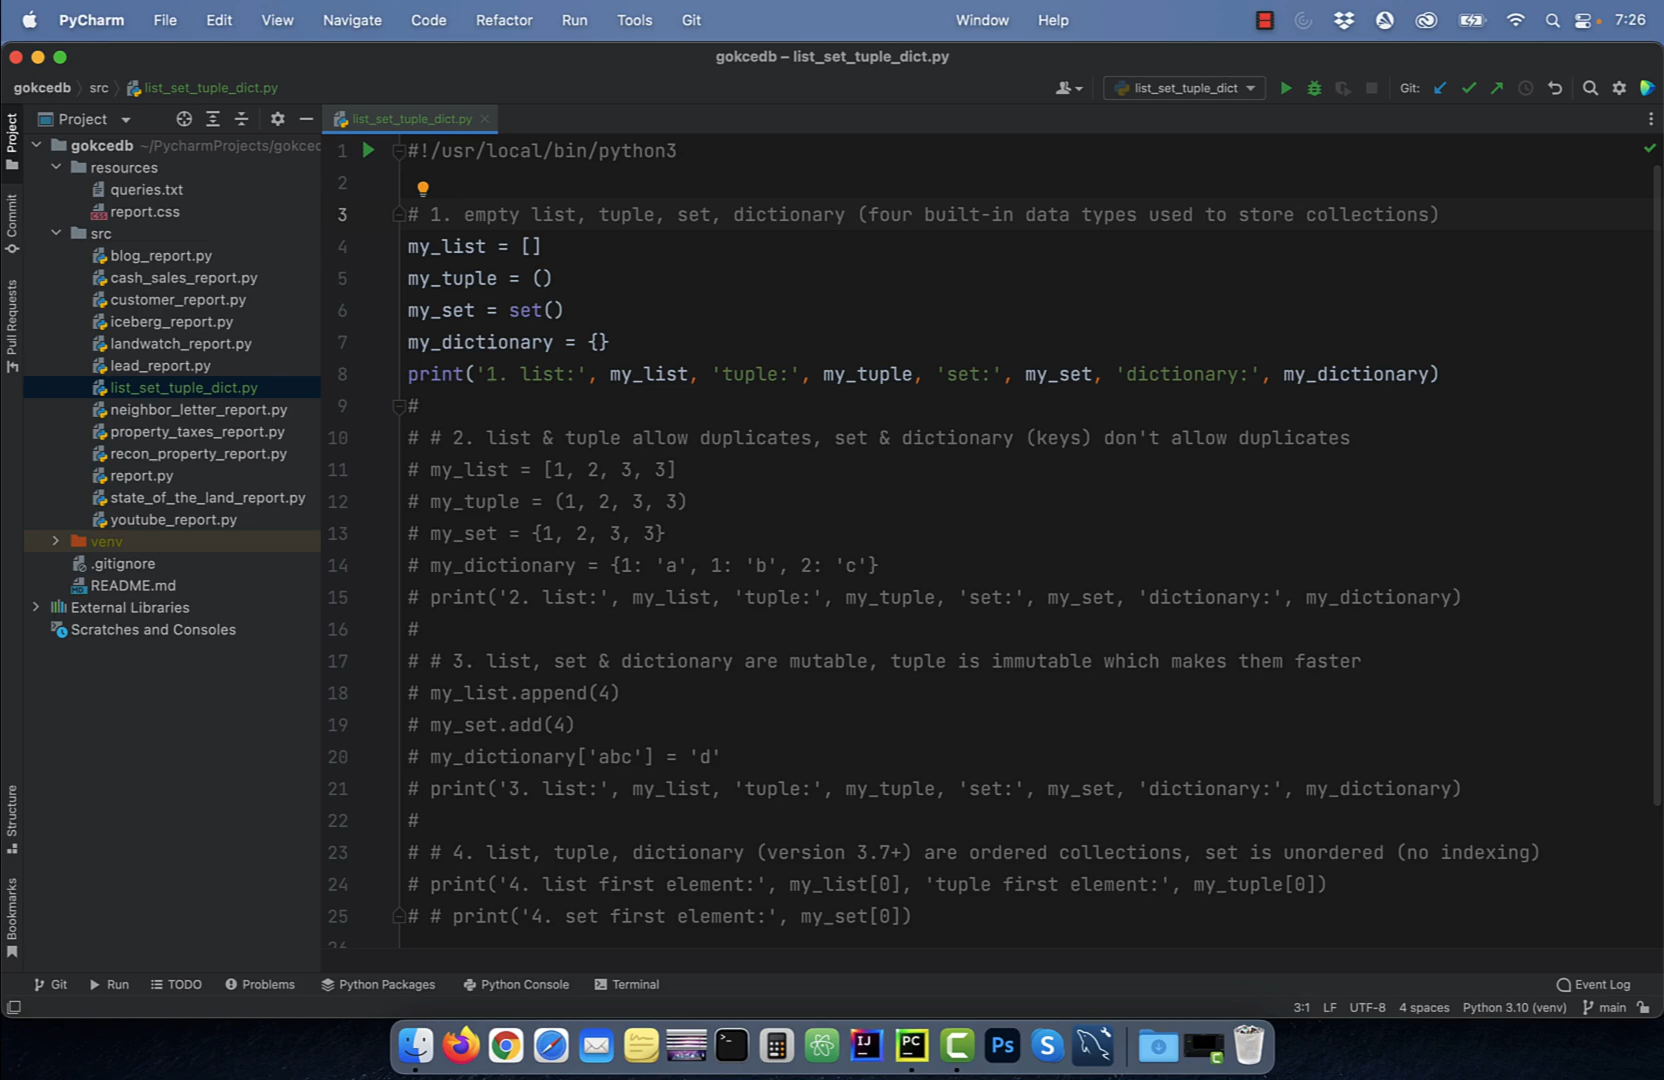 PyCharm File Edit View Navigate Code Refactor Run Tools Git Window Help 7:26
gokcedb – list_set_tuple_dict.py
gokcedb src list_set_tuple_dict.py list_set_tuple_dict Git:
Project Project list_set_tuple_dict.py
gokcedb ~/PycharmProjects/gokced
resources
queries.txt
report.css
src
blog_report.py
cash_sales_report.py
customer_report.py
iceberg_report.py
landwatch_report.py
lead_report.py
list_set_tuple_dict.py
neighbor_letter_report.py
property_taxes_report.py
recon_property_report.py
report.py
state_of_the_land_report.py
youtube_report.py
venv
.gitignore
README.md
External Libraries
Scratches and Consoles
Commit
Pull Requests
Structure
Bookmarks
1 #!/usr/local/bin/python3
2
3 # 1. empty list, tuple, set, dictionary (four built-in data types used to store collections)
4 my_list = []
5 my_tuple = ()
6 my_set = set()
7 my_dictionary = {}
8 print('1. list:', my_list, 'tuple:', my_tuple, 'set:', my_set, 'dictionary:', my_dictionary)
9 #
10 # # 2. list & tuple allow duplicates, set & dictionary (keys) don't allow duplicates
11 # my_list = [1, 2, 3, 3]
12 # my_tuple = (1, 2, 3, 3)
13 # my_set = {1, 2, 3, 3}
14 # my_dictionary = {1: 'a', 1: 'b', 2: 'c'}
15 # print('2. list:', my_list, 'tuple:', my_tuple, 'set:', my_set, 'dictionary:', my_dictionary)
16 #
17 # # 3. list, set & dictionary are mutable, tuple is immutable which makes them faster
18 # my_list.append(4)
19 # my_set.add(4)
20 # my_dictionary['abc'] = 'd'
21 # print('3. list:', my_list, 'tuple:', my_tuple, 'set:', my_set, 'dictionary:', my_dictionary)
22 #
23 # # 4. list, tuple, dictionary (version 3.7+) are ordered collections, set is unordered (no indexing)
24 # print('4. list first element:', my_list[0], 'tuple first element:', my_tuple[0])
25 # # print('4. set first element:', my_set[0])
26
Git Run TODO Problems Python Packages Python Console Terminal Event Log
3:1 LF UTF-8 4 spaces Python 3.10 (venv) main
IJ PC Ps